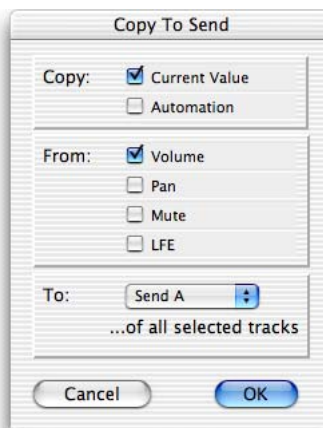 Copy To Send
Copy: Current Value
Automation
From: Volume
Pan
Mute
LFE
To: Send A
...of all selected tracks
Cancel OK